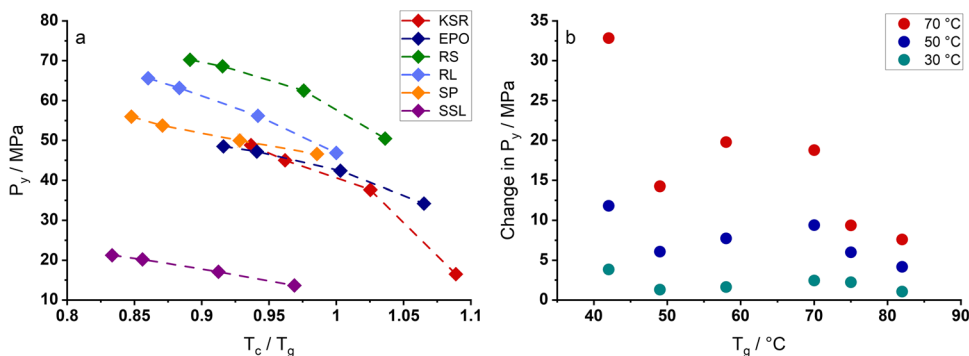 a
KSR
EPO
RS
RL
SP
SSL
P_y / MPa
80
70
60
50
40
30
20
10
0.8
0.85
0.9
0.95
1
1.05
1.1
T_c / T_g
b
70 °C
50 °C
30 °C
Change in P_y / MPa
35
30
25
20
15
10
5
0
40
50
60
70
80
90
T_g / °C